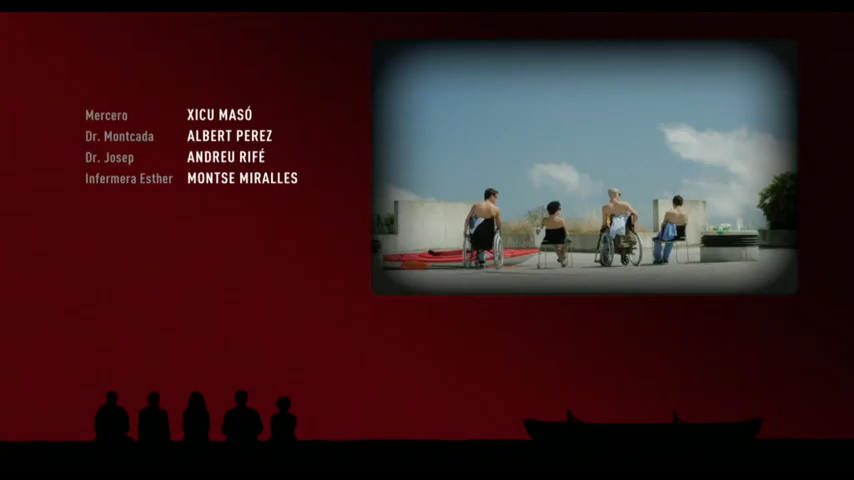 Mercero XICU MASÓ
Dr. Montcada ALBERT PEREZ
Dr. Josep ANDREU RIFÉ
Infermera Esther MONTSE MIRALLES